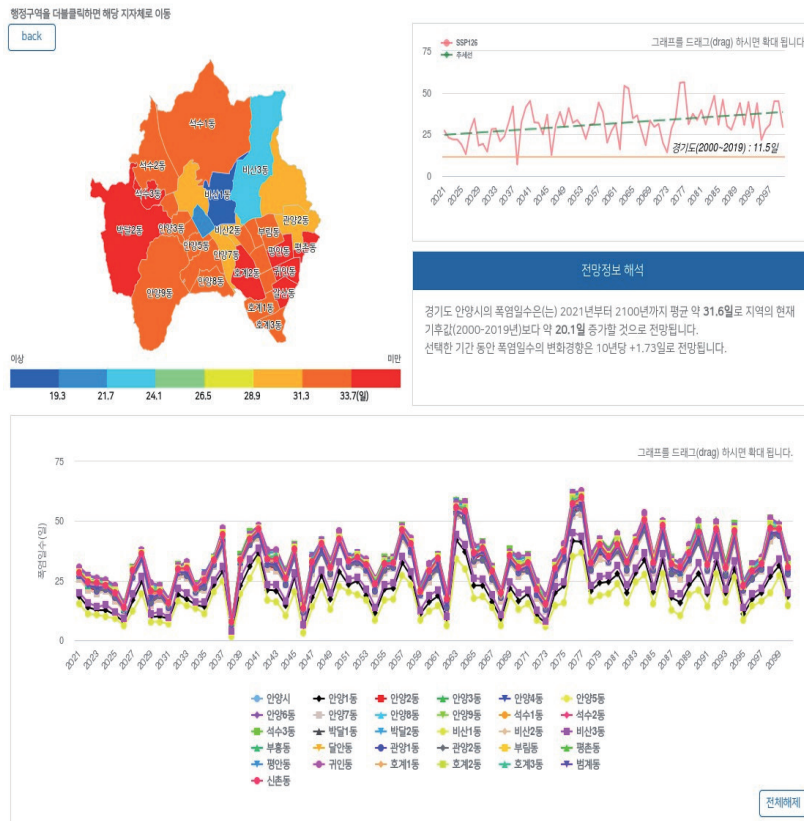 행정구역을 더블클릭하면 해당 지자체로 이동
back
석수1동
석수2동
비산3동
석수3동
비산1동
박달2동
안양3동
비산2동
부림동
관양2동
안양5동
안양7동
평안동
평촌동
안양8동
호계2동
귀인동
안양9동
갈산동
호계1동
호계3동
이상
미만
19.3
21.7
24.1
26.5
28.9
31.3
33.7(일)
SSP126
추세선
그래프를 드래그(drag) 하시면 확대 됩니다
75
50
25
0
경기도(2000~2019) : 11.5일
2021
2025
2029
2033
2037
2041
2045
2049
2053
2057
2061
2065
2069
2073
2077
2081
2085
2089
2093
2097
전망정보 해석
경기도 안양시의 폭염일수은(는) 2021년부터 2100년까지 평균 약 31.6일로 지역의 현재
기후값(2000-2019년)보다 약 20.1일 증가할 것으로 전망됩니다.
선택한 기간 동안 폭염일수의 변화경향은 10년당 +1.73일로 전망됩니다.
그래프를 드래그(drag) 하시면 확대 됩니다.
폭염일수(일)
75
50
25
0
2021
2023
2025
2027
2029
2031
2033
2035
2037
2039
2041
2043
2045
2047
2049
2051
2053
2055
2057
2059
2061
2063
2065
2067
2069
2071
2073
2075
2077
2079
2081
2083
2085
2087
2089
2091
2093
2095
2097
2099
안양시 안양1동 안양2동 안양3동 안양4동 안양5동
안양6동 안양7동 안양8동 안양9동 석수1동 석수2동
석수3동 박달1동 박달2동 비산1동 비산2동 비산3동
부흥동 달안동 관양1동 관양2동 부림동 평촌동
평안동 귀인동 호계1동 호계2동 호계3동 범계동
신촌동
전체해제